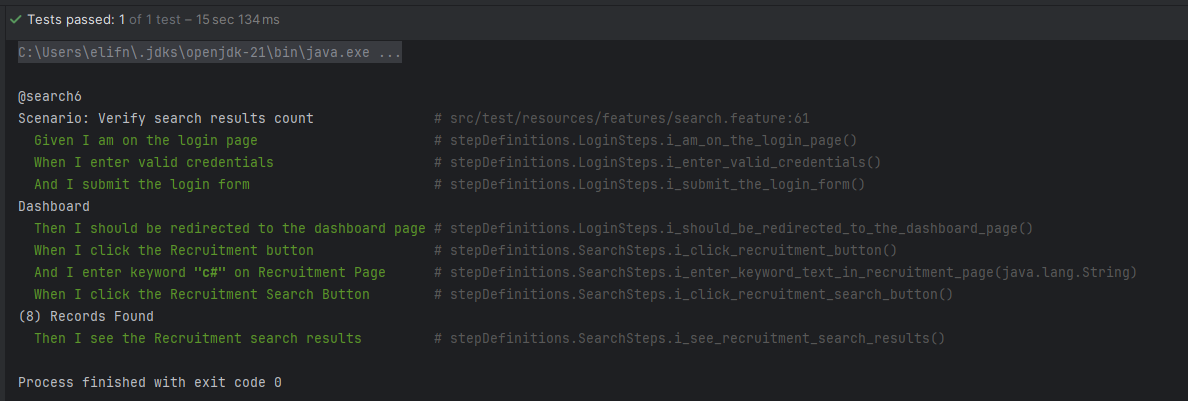 Tests passed: 1 of 1 test – 15 sec 134 ms
C:\Users\elifn\.jdks\openjdk-21\bin\java.exe ...
@search6
Scenario: Verify search results count # src/test/resources/features/search.feature:61
Given I am on the login page # stepDefinitions.LoginSteps.i_am_on_the_login_page()
When I enter valid credentials # stepDefinitions.LoginSteps.i_enter_valid_credentials()
And I submit the login form # stepDefinitions.LoginSteps.i_submit_the_login_form()
Dashboard
Then I should be redirected to the dashboard page # stepDefinitions.LoginSteps.i_should_be_redirected_to_the_dashboard_page()
When I click the Recruitment button # stepDefinitions.SearchSteps.i_click_recruitment_button()
And I enter keyword "c#" on Recruitment Page # stepDefinitions.SearchSteps.i_enter_keyword_text_in_recruitment_page(java.lang.String)
When I click the Recruitment Search Button # stepDefinitions.SearchSteps.i_click_recruitment_search_button()
(8) Records Found
Then I see the Recruitment search results # stepDefinitions.SearchSteps.i_see_recruitment_search_results()
Process finished with exit code 0